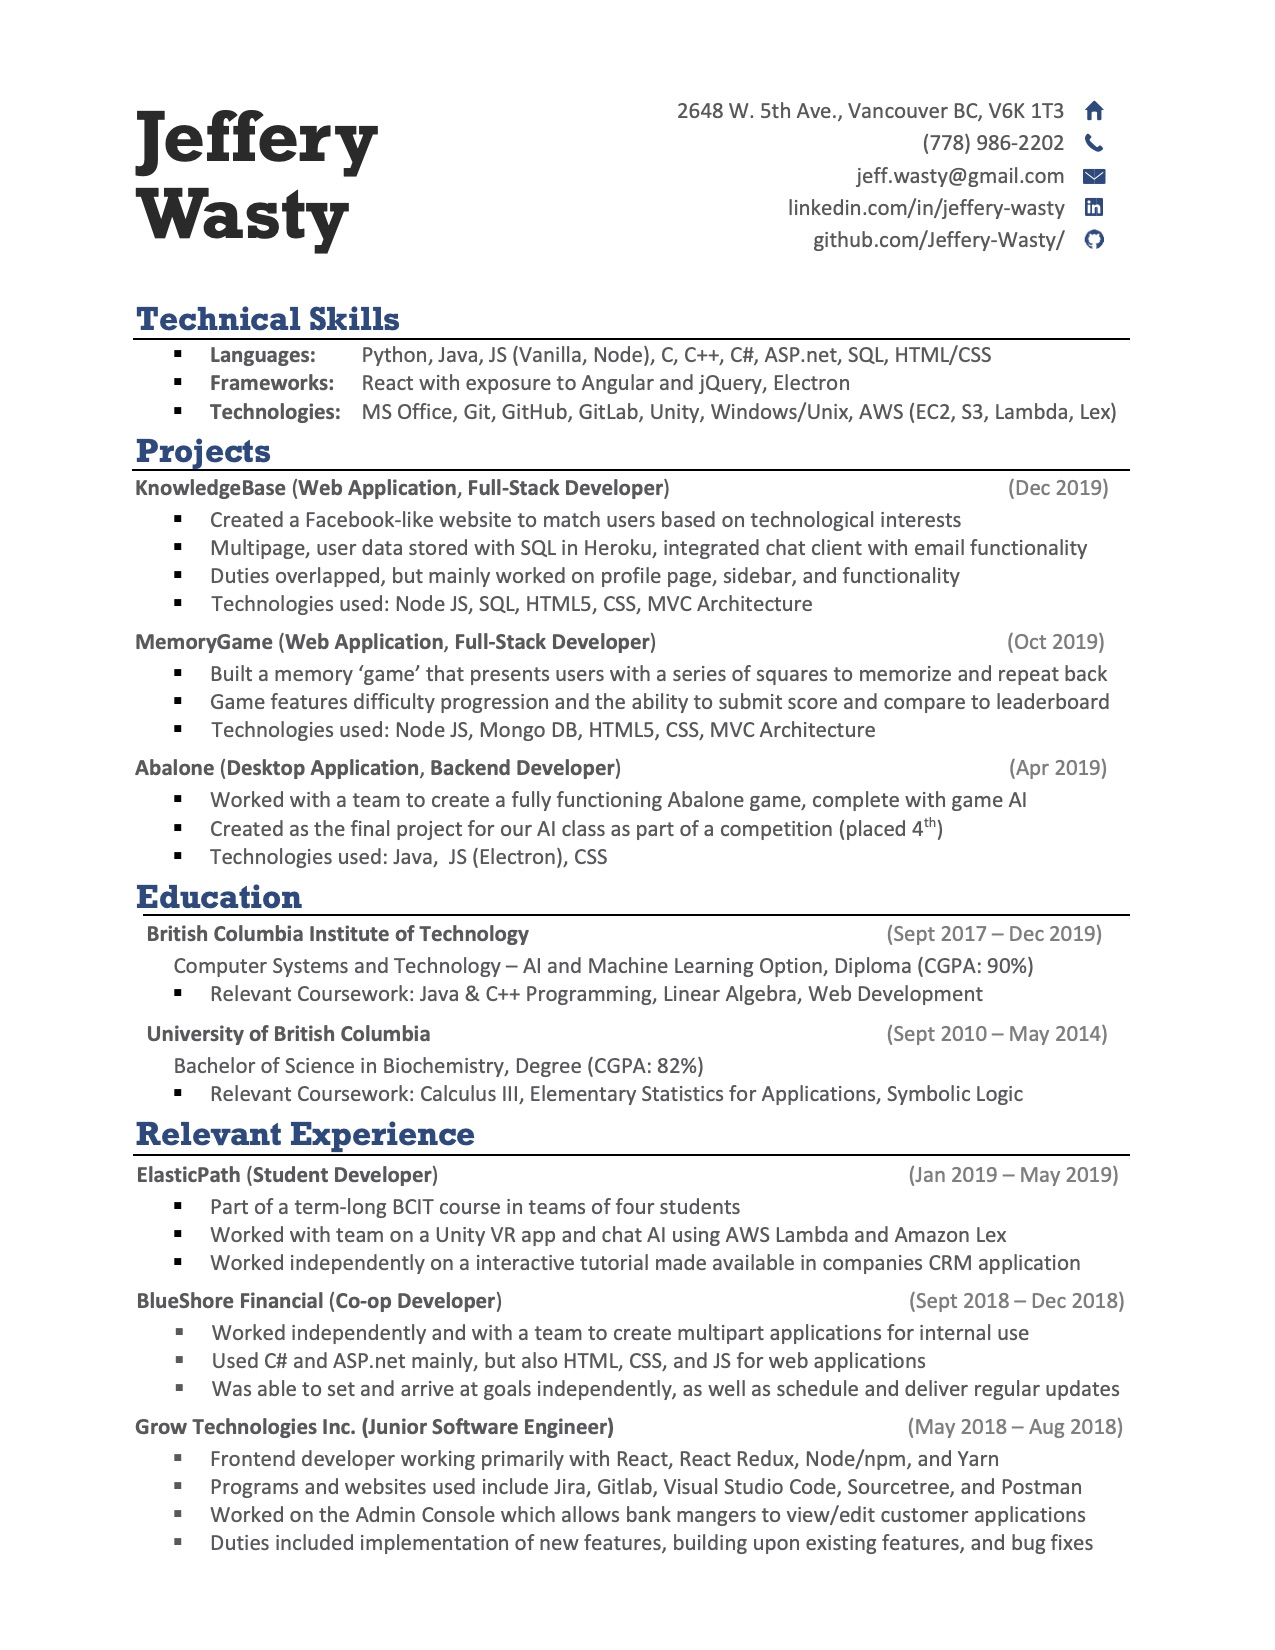 Jeffery
Wasty
2648 W. 5th Ave., Vancouver BC, V6K 1T3
(778) 986-2202
jeff.wasty@gmail.com
linkedin.com/in/jeffery-wasty
github.com/Jeffery-Wasty/
Technical Skills
▪ Languages: Python, Java, JS (Vanilla, Node), C, C++, C#, ASP.net, SQL, HTML/CSS
▪ Frameworks: React with exposure to Angular and jQuery, Electron
▪ Technologies: MS Office, Git, GitHub, GitLab, Unity, Windows/Unix, AWS (EC2, S3, Lambda, Lex)
Projects
KnowledgeBase (Web Application, Full-Stack Developer) (Dec 2019)
▪ Created a Facebook-like website to match users based on technological interests
▪ Multipage, user data stored with SQL in Heroku, integrated chat client with email functionality
▪ Duties overlapped, but mainly worked on profile page, sidebar, and functionality
▪ Technologies used: Node JS, SQL, HTML5, CSS, MVC Architecture
MemoryGame (Web Application, Full-Stack Developer) (Oct 2019)
▪ Built a memory ‘game’ that presents users with a series of squares to memorize and repeat back
▪ Game features difficulty progression and the ability to submit score and compare to leaderboard
▪ Technologies used: Node JS, Mongo DB, HTML5, CSS, MVC Architecture
Abalone (Desktop Application, Backend Developer) (Apr 2019)
▪ Worked with a team to create a fully functioning Abalone game, complete with game AI
▪ Created as the final project for our AI class as part of a competition (placed 4th)
▪ Technologies used: Java, JS (Electron), CSS
Education
British Columbia Institute of Technology (Sept 2017 – Dec 2019)
Computer Systems and Technology – AI and Machine Learning Option, Diploma (CGPA: 90%)
▪ Relevant Coursework: Java & C++ Programming, Linear Algebra, Web Development
University of British Columbia (Sept 2010 – May 2014)
Bachelor of Science in Biochemistry, Degree (CGPA: 82%)
▪ Relevant Coursework: Calculus III, Elementary Statistics for Applications, Symbolic Logic
Relevant Experience
ElasticPath (Student Developer) (Jan 2019 – May 2019)
▪ Part of a term-long BCIT course in teams of four students
▪ Worked with team on a Unity VR app and chat AI using AWS Lambda and Amazon Lex
▪ Worked independently on a interactive tutorial made available in companies CRM application
BlueShore Financial (Co-op Developer) (Sept 2018 – Dec 2018)
▪ Worked independently and with a team to create multipart applications for internal use
▪ Used C# and ASP.net mainly, but also HTML, CSS, and JS for web applications
▪ Was able to set and arrive at goals independently, as well as schedule and deliver regular updates
Grow Technologies Inc. (Junior Software Engineer) (May 2018 – Aug 2018)
▪ Frontend developer working primarily with React, React Redux, Node/npm, and Yarn
▪ Programs and websites used include Jira, Gitlab, Visual Studio Code, Sourcetree, and Postman
▪ Worked on the Admin Console which allows bank mangers to view/edit customer applications
▪ Duties included implementation of new features, building upon existing features, and bug fixes